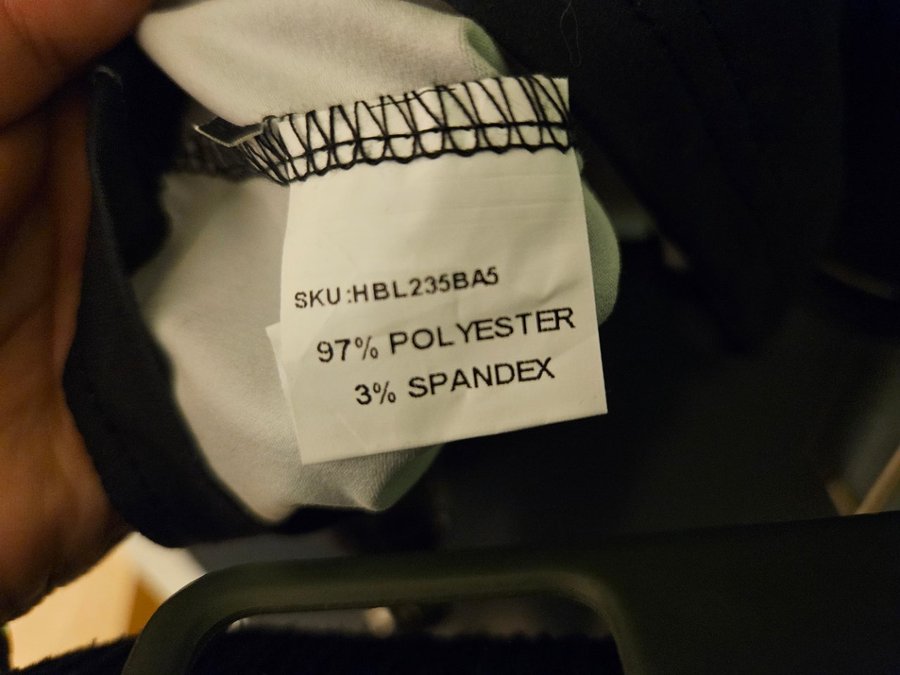 SKU:HBL235BA5
97% POLYESTER
3% SPANDEX